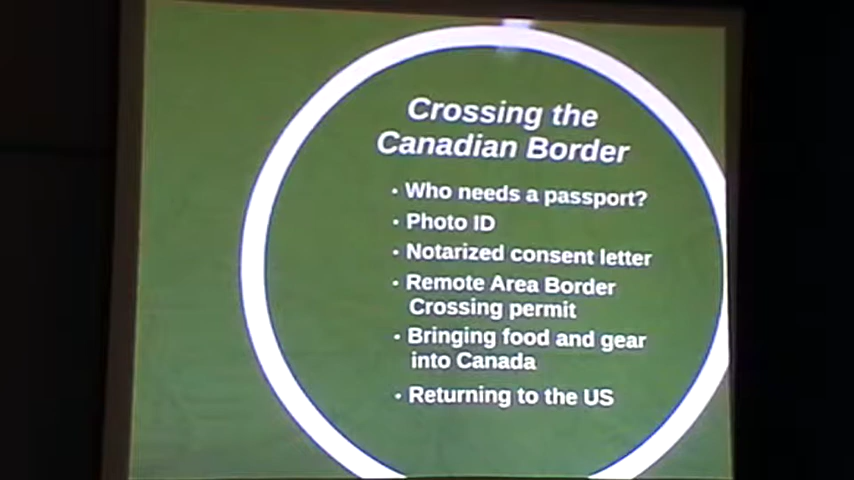 Crossing the
Canadian Border
· Who needs a passport?
· Photo ID
· Notarized consent letter
· Remote Area Border
Crossing permit
· Bringing food and gear
into Canada
· Returning to the US